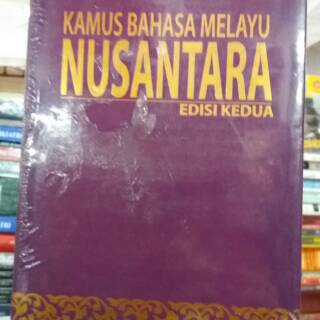 KAMUS BAHASA MELAYU
NUSANTARA
EDISI KEDUA